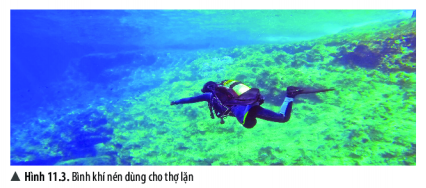 ▲ Hình 11.3. Bình khí nén dùng cho thợ lặn